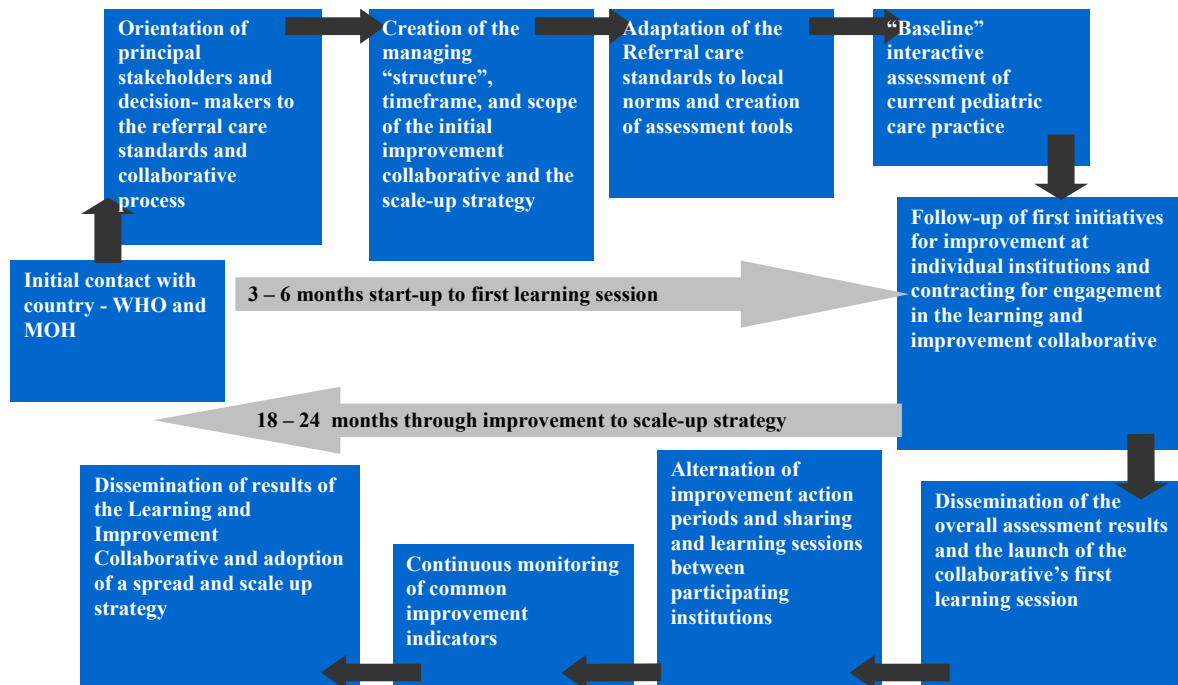 Orientation of
principal
stakeholders and
decision- makers to
the referral care
standards and
collaborative
process
Creation of the
managing
“structure”,
timeframe, and scope
of the initial
improvement
collaborative and the
scale-up strategy
Adaptation of the
Referral care
standards to local
norms and creation
of assessment tools
“Baseline”
interactive
assessment of
current pediatric
care practice
Initial contact with
country - WHO and
MOH
3 – 6 months start-up to first learning session
Follow-up of first initiatives
for improvement at
individual institutions and
contracting for engagement
in the learning and
improvement collaborative
18 – 24 months through improvement to scale-up strategy
Dissemination of the
overall assessment results
and the launch of the
collaborative’s first
learning session
Alternation of
improvement action
periods and sharing
and learning sessions
between
participating
institutions
Continuous monitoring
of common
improvement
indicators
Dissemination of results of
the Learning and
Improvement
Collaborative and adoption
of a spread and scale up
strategy